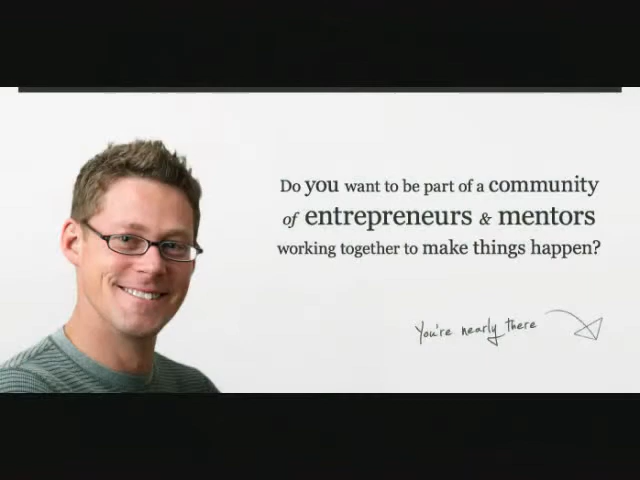 Do you want to be part of a community
of entrepreneurs & mentors
working together to make things happen?
You're nearly there